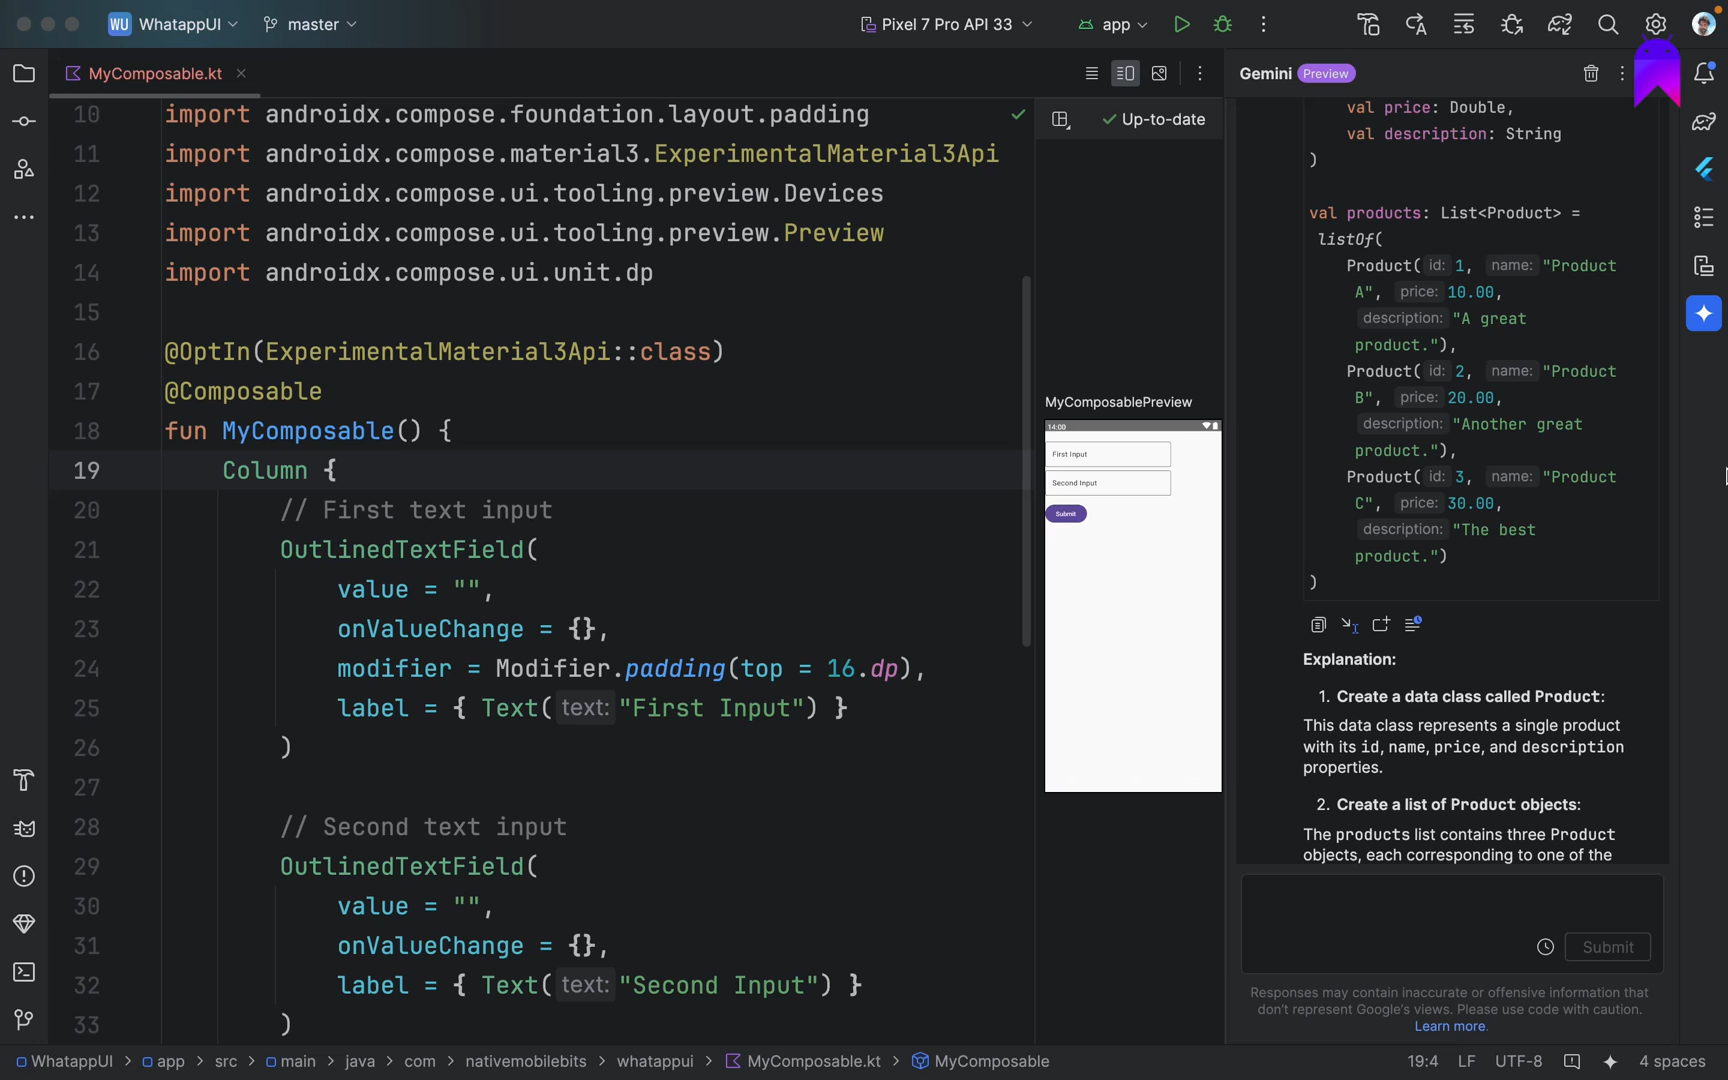 WU WhatappUI master Pixel 7 Pro API 33 app
MyComposable.kt
10 import androidx.compose.foundation.layout.padding
11 import androidx.compose.material3.ExperimentalMaterial3Api
12 import androidx.compose.ui.tooling.preview.Devices
13 import androidx.compose.ui.tooling.preview.Preview
14 import androidx.compose.ui.unit.dp
15
16 @OptIn(ExperimentalMaterial3Api::class)
17 @Composable
18 fun MyComposable() {
19 Column {
20 // First text input
21 OutlinedTextField(
22 value = "",
23 onValueChange = {},
24 modifier = Modifier.padding(top = 16.dp),
25 label = { Text( text: "First Input") }
26 )
27
28 // Second text input
29 OutlinedTextField(
30 value = "",
31 onValueChange = {},
32 label = { Text( text: "Second Input") }
33 )
Up-to-date
MyComposablePreview
14:00
First Input
Second Input
Submit
Gemini Preview
val price: Double,
val description: String
)
val products: List<Product> =
listOf(
Product( id: 1, name: "Product
A", price: 10.00,
description: "A great
product."),
Product( id: 2, name: "Product
B", price: 20.00,
description: "Another great
product."),
Product( id: 3, name: "Product
C", price: 30.00,
description: "The best
product.")
)
Explanation:
1. Create a data class called Product:
This data class represents a single product
with its id, name, price, and description
properties.
2. Create a list of Product objects:
The products list contains three Product
objects, each corresponding to one of the
Submit
Responses may contain inaccurate or offensive information that
don't represent Google's views. Please use code with caution.
Learn more.
WhatappUI > app > src > main > java > com > nativemobilebits > whatappui > MyComposable.kt > MyComposable 19:4 LF UTF-8 4 spaces